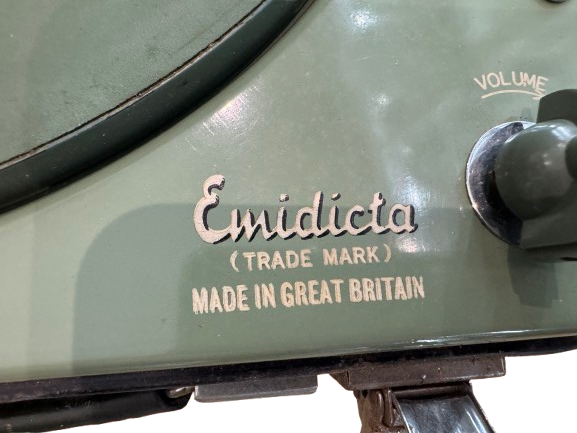 VOLUME
Emidicta
(TRADE MARK)
MADE IN GREAT BRITAIN